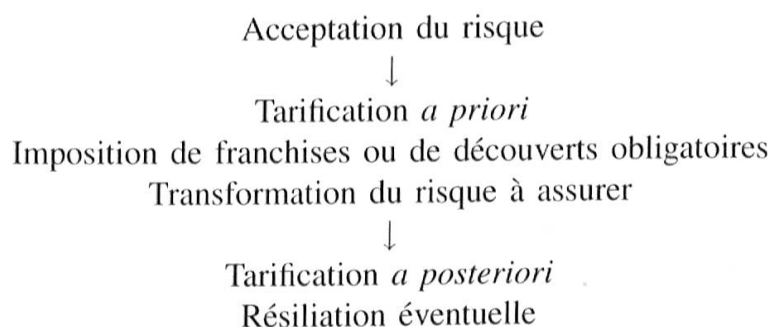 Acceptation du risque
↓
Tarification a priori
Imposition de franchises ou de découverts obligatoires
Transformation du risque à assurer
↓
Tarification a posteriori
Résiliation éventuelle